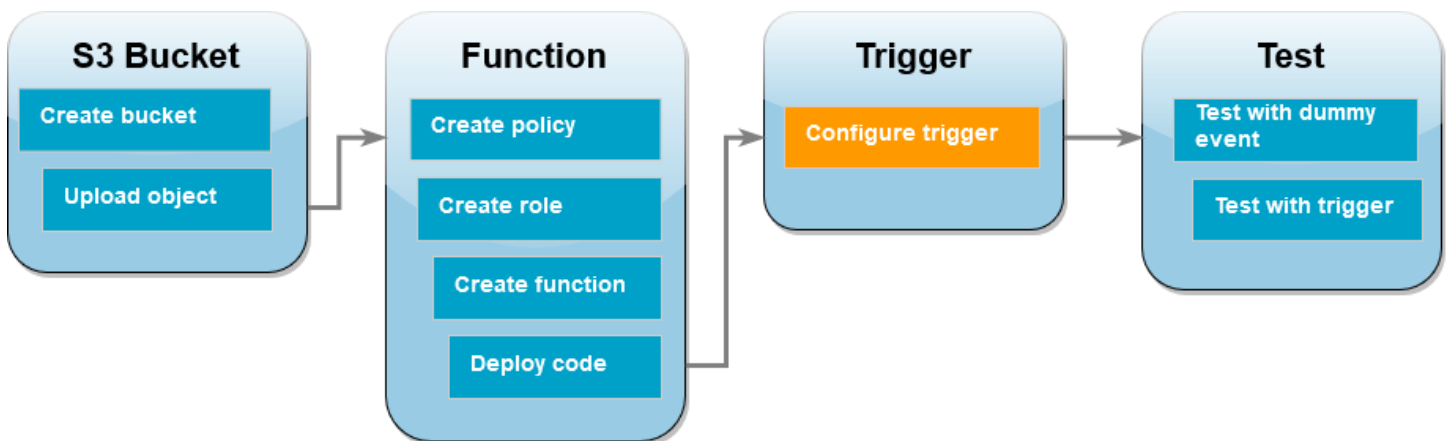 S3 Bucket
Create bucket
Upload object
Function
Create policy
Create role
Create function
Deploy code
Trigger
Configure trigger
Test
Test with dummy
event
Test with trigger